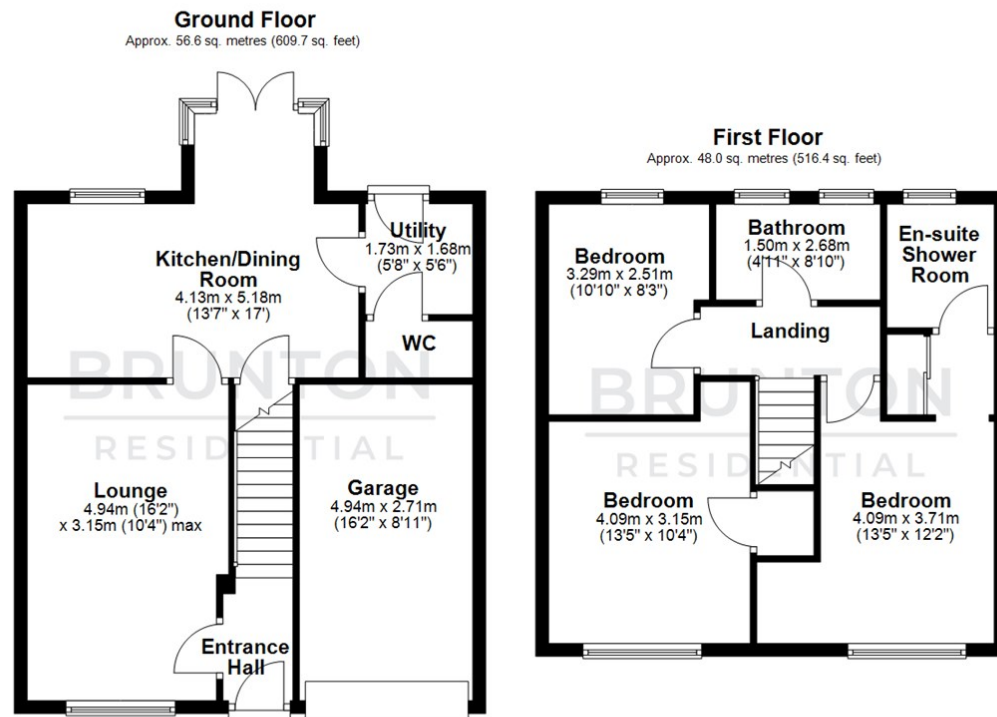 Ground Floor
Approx. 56.6 sq. metres (609.7 sq. feet)
Utility
1.73m x 1.68m
(5'8" x 5'6")
Kitchen/Dining
Room
4.13m x 5.18m
(13'7" x 17')
WC
BRUNTON
RESIDENTIAL
Lounge
4.94m (16'2")
x 3.15m (10'4") max
Garage
4.94m x 2.71m
(16'2" x 8'11")
Entrance
Hall
First Floor
Approx. 48.0 sq. metres (516.4 sq. feet)
Bedroom
3.29m x 2.51m
(10'10" x 8'3")
Bathroom
1.50m x 2.68m
(4'11" x 8'10")
En-suite
Shower
Room
Landing
BRUNTON
RESIDENTIAL
Bedroom
4.09m x 3.15m
(13'5" x 10'4")
Bedroom
4.09m x 3.71m
(13'5" x 12'2")